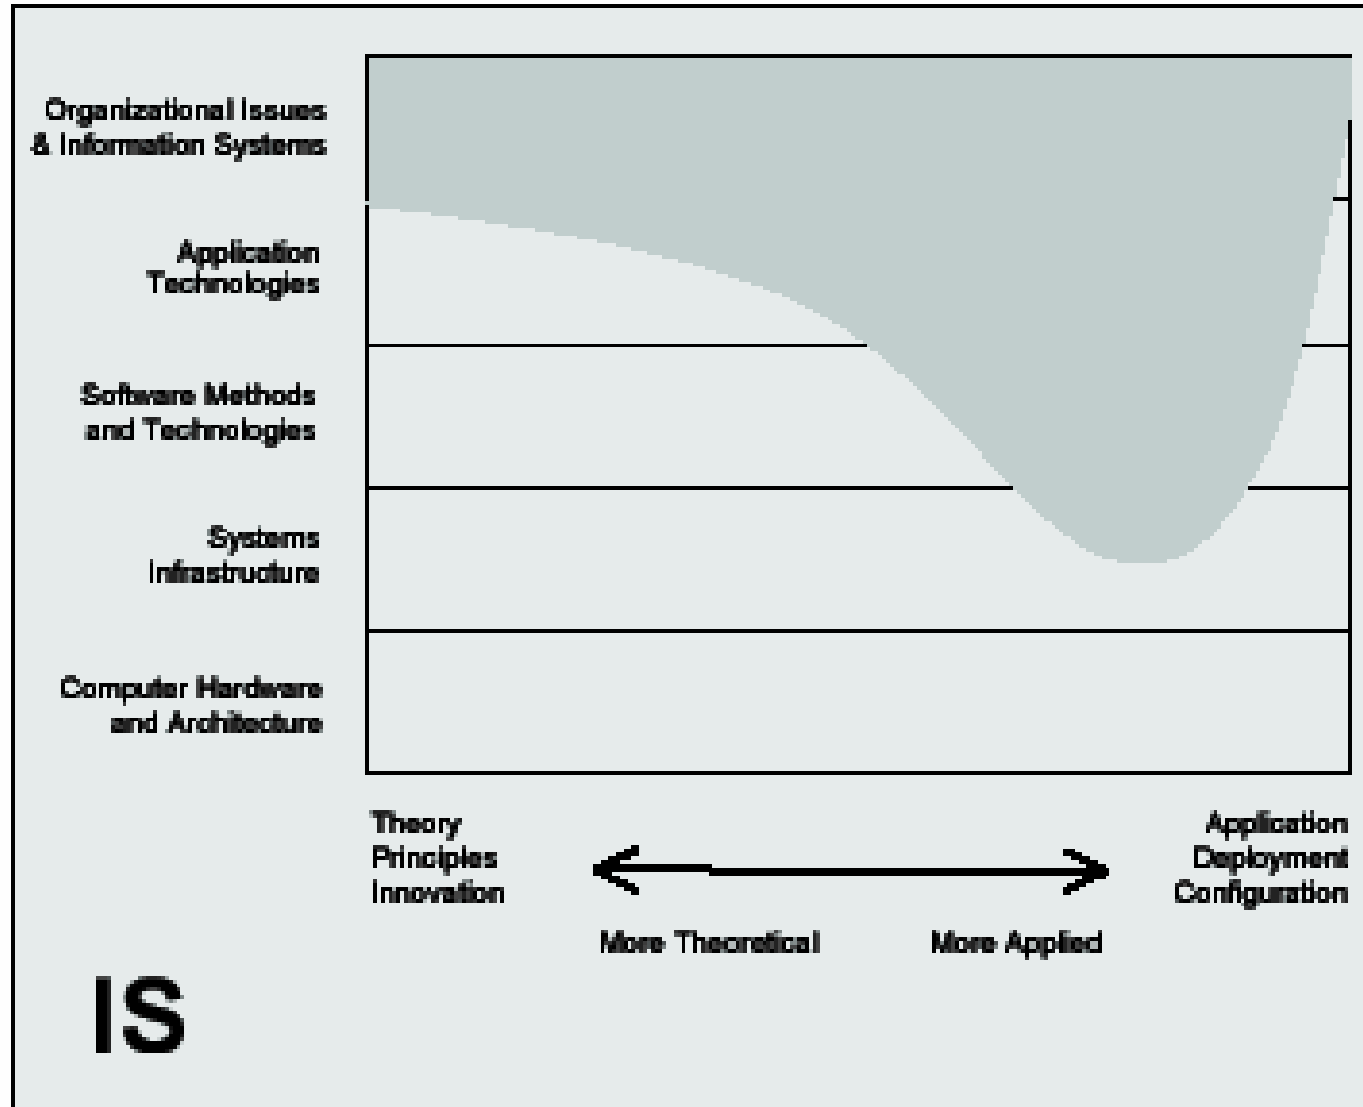 Organizational Issues
& Information Systems
Application
Technologies
Software Methods
and Technologies
Systems
Infrastructure
Computer Hardware
and Architecture
Theory
Principles
Innovation
Application
Deployment
Configuration
More Theoretical
More Applied
IS